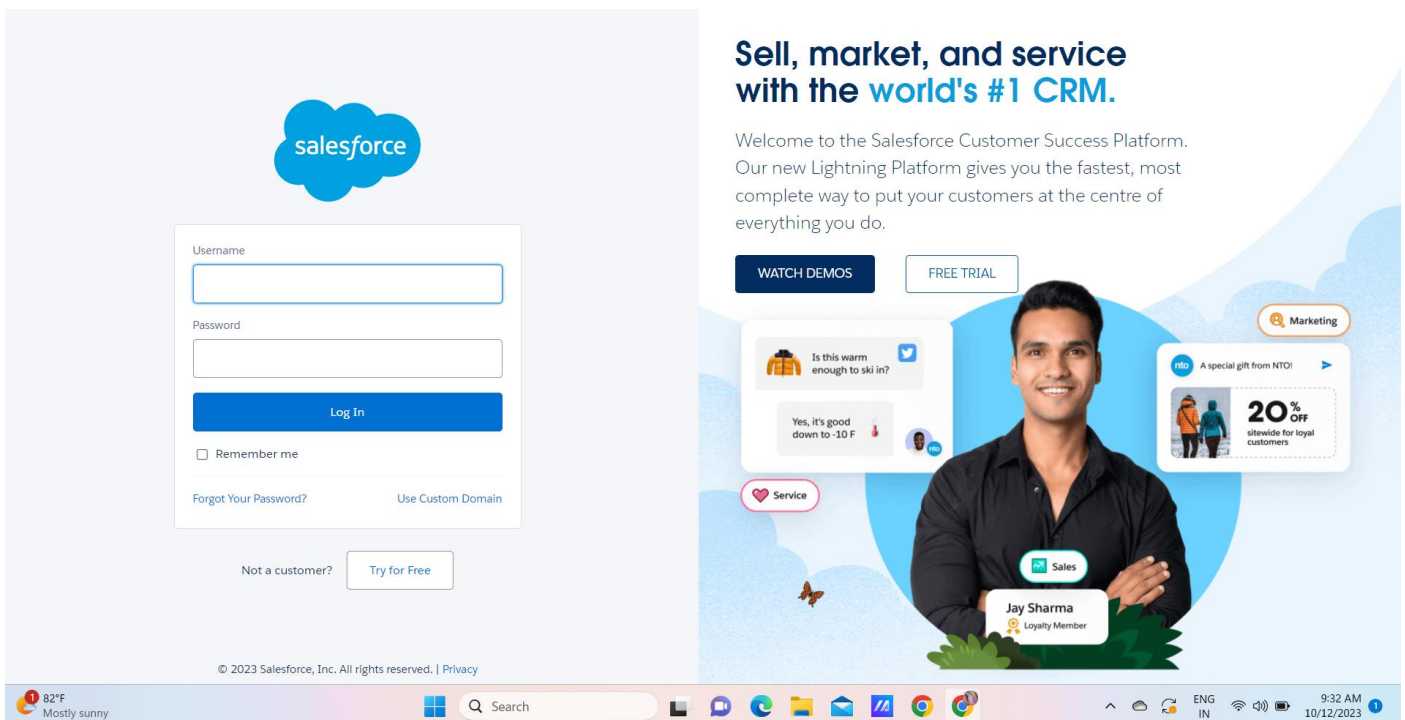 salesforce
Username
Password
Log In
Remember me
Forgot Your Password?
Use Custom Domain
Not a customer?
Try for Free
© 2023 Salesforce, Inc. All rights reserved. | Privacy
Sell, market, and service
with the world's #1 CRM.
Welcome to the Salesforce Customer Success Platform.
Our new Lightning Platform gives you the fastest, most
complete way to put your customers at the centre of
everything you do.
WATCH DEMOS
FREE TRIAL
Is this warm
enough to ski in?
Yes, it's good
down to -10 F
nto
Service
Marketing
nto
A special gift from NTO!
20% OFF
sitewide for loyal
customers
Sales
Jay Sharma
Loyalty Member
1
82°F
Mostly sunny
Search
ENG
IN
9:32 AM
10/12/2023
1